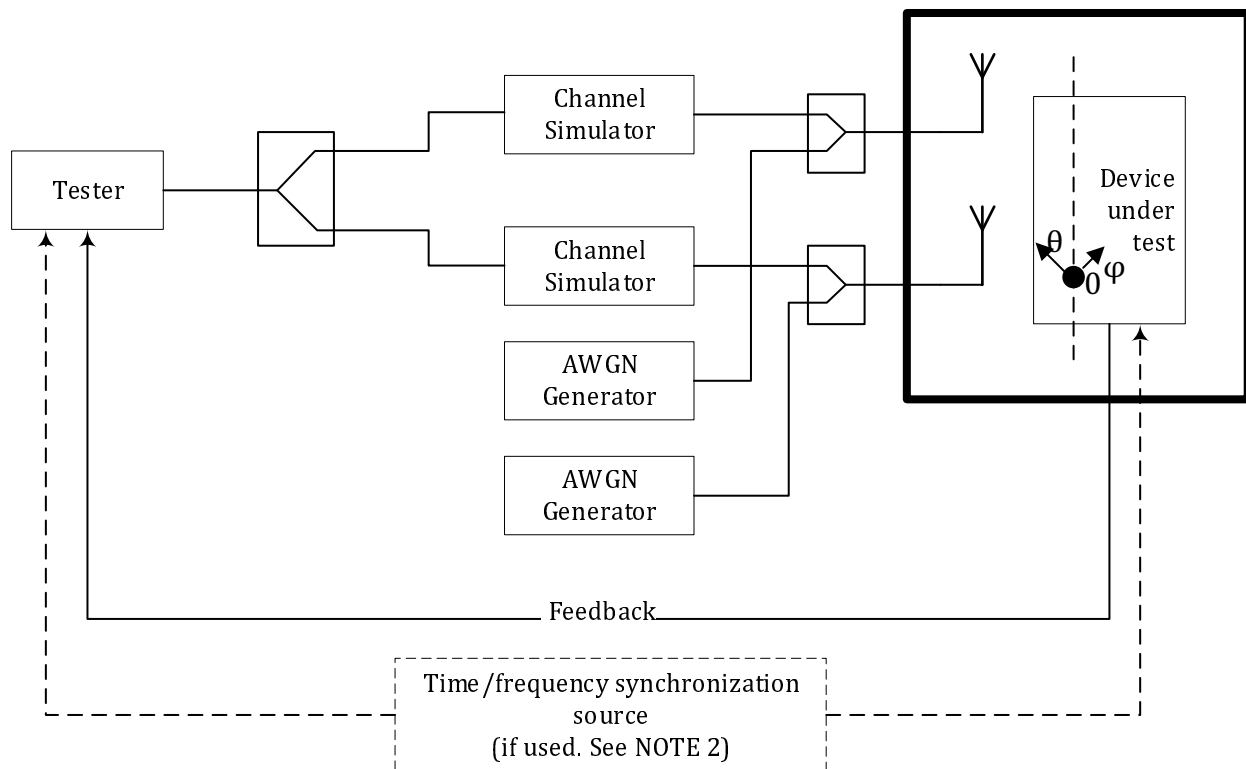 Channel
Simulator
Tester
Device
under
test
θ
φ
0
Channel
Simulator
AWGN
Generator
AWGN
Generator
Feedback
Time/frequency synchronization
source
(if used. See NOTE 2)